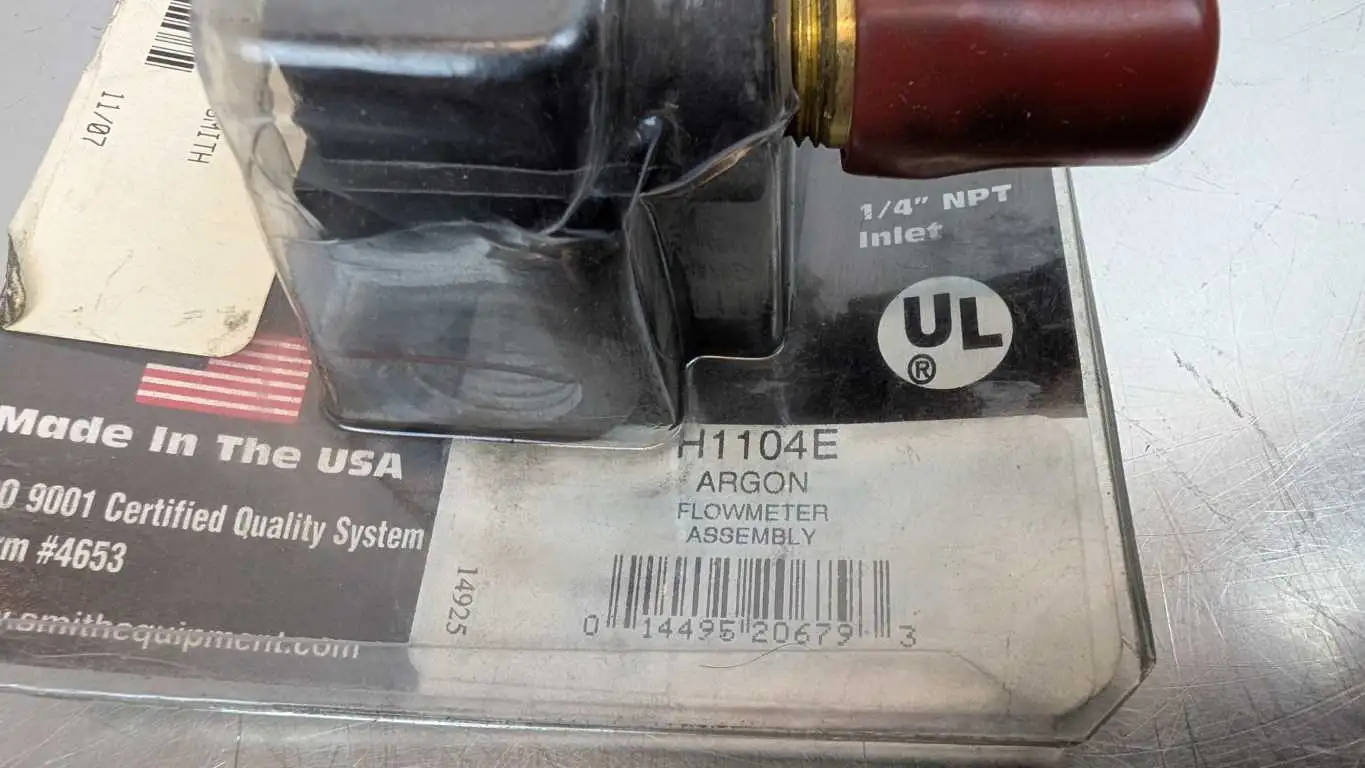 SMITH
11/07
1/4" NPT
Inlet
UL
®
Made In The USA
9001 Certified Quality System
#4653
smithequipment.com
H1104E
ARGON
FLOWMETER
ASSEMBLY
14925
0 14495 20679 3